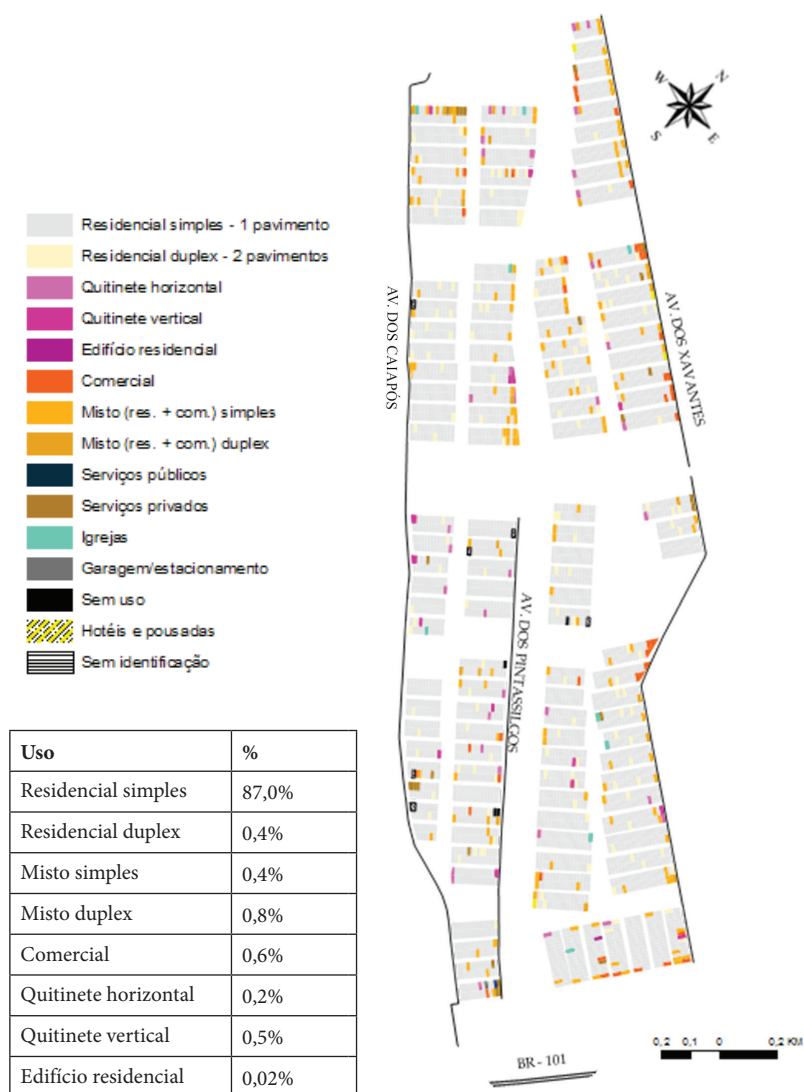 Residencial simples - 1 pavimento
Residencial duplex - 2 pavimentos
Quitinete horizontal
Quitinete vertical
Edifício residencial
Comercial
Misto (res. + com.) simples
Misto (res. + com.) duplex
Serviços públicos
Serviços privados
Igrejas
Garagem/estacionamento
Sem uso
Hotéis e pousadas
Sem identificação
Uso %
Residencial simples 87,0%
Residencial duplex 0,4%
Misto simples 0,4%
Misto duplex 0,8%
Comercial 0,6%
Quitinete horizontal 0,2%
Quitinete vertical 0,5%
Edifício residencial 0,02%
W N
S E
AV. DOS CAIAPÓS
AV. DOS XAVANTES
AV. DOS PINTASSILGOS
BR - 101
0,2 0,1 0 0,2 KM